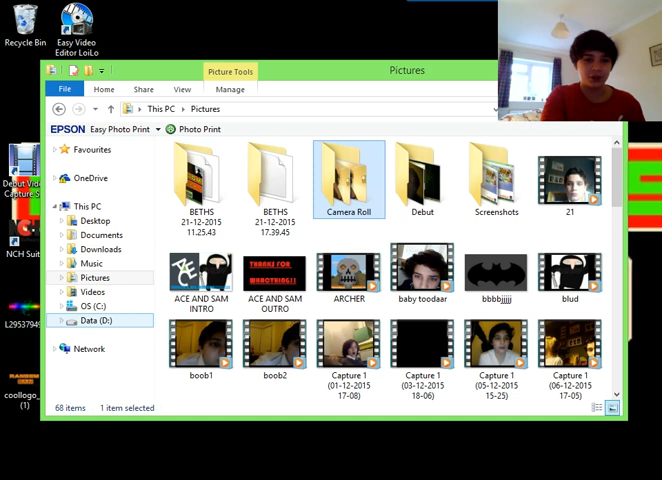 Recycle Bin
Easy Video
Editor LoiLo
Picture Tools
Pictures
File
Home
Share
View
Manage
This PC
Pictures
EPSON
Easy Photo Print
Photo Print
Favourites
OneDrive
This PC
Desktop
Documents
Downloads
Music
Pictures
Videos
OS (C:)
Data (D:)
Network
BETHS
21-12-2015
11.25.43
BETHS
21-12-2015
17.39.45
Camera Roll
Debut
Screenshots
21
ACE AND SAM
INTRO
THANKS FOR
WHACTHING!!
ACE AND SAM
OUTRO
ARCHER
baby toodaar
bbbbjjjjj
blud
boob1
boob2
Capture 1
(01-12-2015
17-08)
Capture 1
(03-12-2015
18-06)
Capture 1
(05-12-2015
15-25)
Capture 1
(06-12-2015
17-05)
68 items
1 item selected
Debut Vid
Capture S
NCH Suit
L29537949
coollogo_
(1)